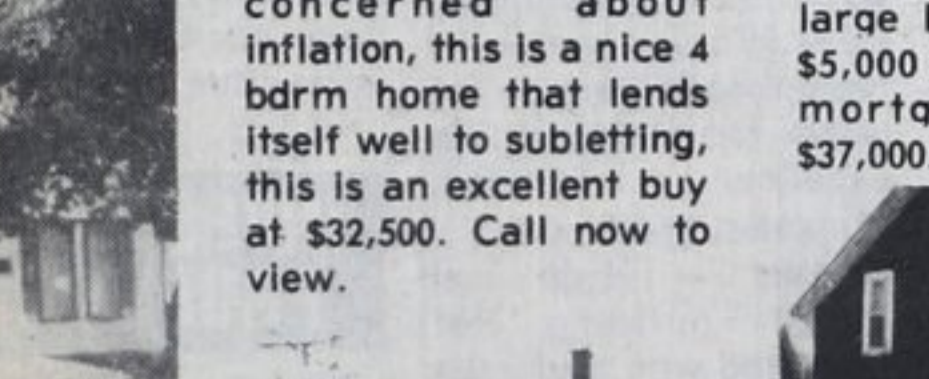 concerned about
inflation, this is a nice 4
bdrm home that lends
itself well to subletting,
this is an excellent buy
at $32,500. Call now to
view.
large
$5,000
mortg
$37,000